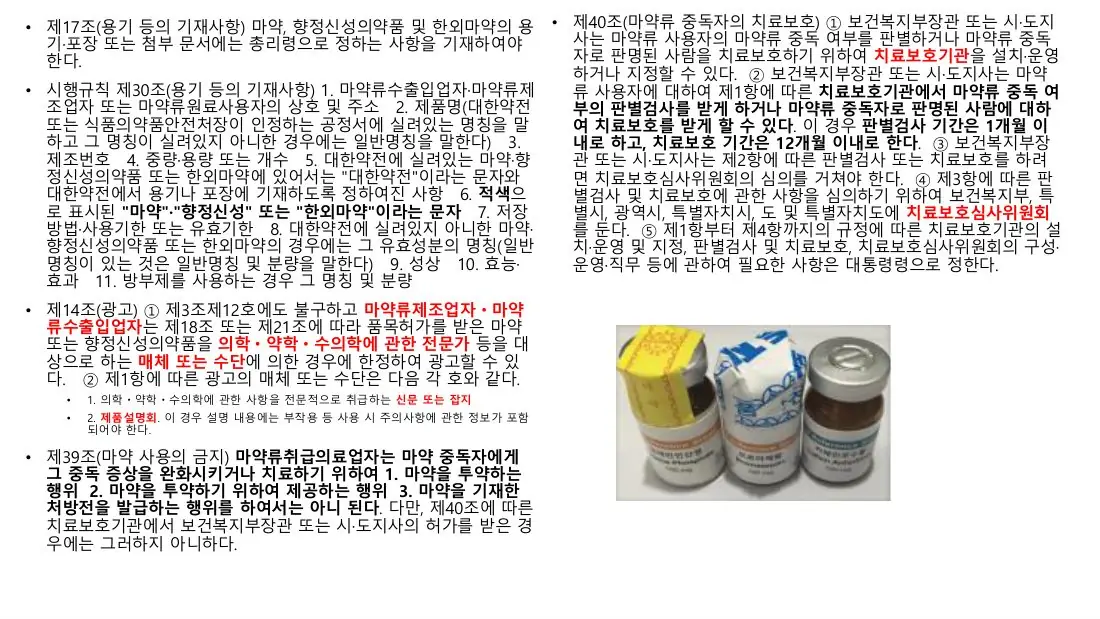 • 제17조(용기 등의 기재사항) 마약, 향정신성의약품 및 한외마약의 용
기·포장 또는 첨부 문서에는 총리령으로 정하는 사항을 기재하여야
한다.
• 시행규칙 제30조(용기 등의 기재사항) 1. 마약류수출입업자·마약류제
조업자 또는 마약류원료사용자의 상호 및 주소 2. 제품명(대한약전
또는 식품의약품안전처장이 인정하는 공정서에 실려있는 명칭을 말
하고 그 명칭이 실려있지 아니한 경우에는 일반명칭을 말한다) 3.
제조번호 4. 중량·용량 또는 개수 5. 대한약전에 실려있는 마약·향
정신성의약품 또는 한외마약에 있어서는 "대한약전"이라는 문자와
대한약전에서 용기나 포장에 기재하도록 정하여진 사항 6. 적색으
로 표시된 "마약"·"향정신성" 또는 "한외마약"이라는 문자 7. 저장
방법·사용기한 또는 유효기한 8. 대한약전에 실려있지 아니한 마약·
향정신성의약품 또는 한외마약의 경우에는 그 유효성분의 명칭(일반
명칭이 있는 것은 일반명칭 및 분량을 말한다) 9. 성상 10. 효능·
효과 11. 방부제를 사용하는 경우 그 명칭 및 분량
• 제14조(광고) ① 제3조제12호에도 불구하고 마약류제조업자・마약
류수출입업자는 제18조 또는 제21조에 따라 품목허가를 받은 마약
또는 향정신성의약품을 의학・약학・수의학에 관한 전문가 등을 대
상으로 하는 매체 또는 수단에 의한 경우에 한정하여 광고할 수 있
다. ② 제1항에 따른 광고의 매체 또는 수단은 다음 각 호와 같다.
• 1. 의학・약학・수의학에 관한 사항을 전문적으로 취급하는 신문 또는 잡지
• 2. 제품설명회. 이 경우 설명 내용에는 부작용 등 사용 시 주의사항에 관한 정보가 포함
되어야 한다.
• 제39조(마약 사용의 금지) 마약류취급의료업자는 마약 중독자에게
그 중독 증상을 완화시키거나 치료하기 위하여 1. 마약을 투약하는
행위 2. 마약을 투약하기 위하여 제공하는 행위 3. 마약을 기재한
처방전을 발급하는 행위를 하여서는 아니 된다. 다만, 제40조에 따른
치료보호기관에서 보건복지부장관 또는 시·도지사의 허가를 받은 경
우에는 그러하지 아니하다.
• 제40조(마약류 중독자의 치료보호) ① 보건복지부장관 또는 시·도지
사는 마약류 사용자의 마약류 중독 여부를 판별하거나 마약류 중독
자로 판명된 사람을 치료보호하기 위하여 치료보호기관을 설치·운영
하거나 지정할 수 있다. ② 보건복지부장관 또는 시·도지사는 마약
류 사용자에 대하여 제1항에 따른 치료보호기관에서 마약류 중독 여
부의 판별검사를 받게 하거나 마약류 중독자로 판명된 사람에 대하
여 치료보호를 받게 할 수 있다. 이 경우 판별검사 기간은 1개월 이
내로 하고, 치료보호 기간은 12개월 이내로 한다. ③ 보건복지부장
관 또는 시·도지사는 제2항에 따른 판별검사 또는 치료보호를 하려
면 치료보호심사위원회의 심의를 거쳐야 한다. ④ 제3항에 따른 판
별검사 및 치료보호에 관한 사항을 심의하기 위하여 보건복지부, 특
별시, 광역시, 특별자치시, 도 및 특별자치도에 치료보호심사위원회
를 둔다. ⑤ 제1항부터 제4항까지의 규정에 따른 치료보호기관의 설
치·운영 및 지정, 판별검사 및 치료보호, 치료보호심사위원회의 구성·
운영·직무 등에 관하여 필요한 사항은 대통령령으로 정한다.